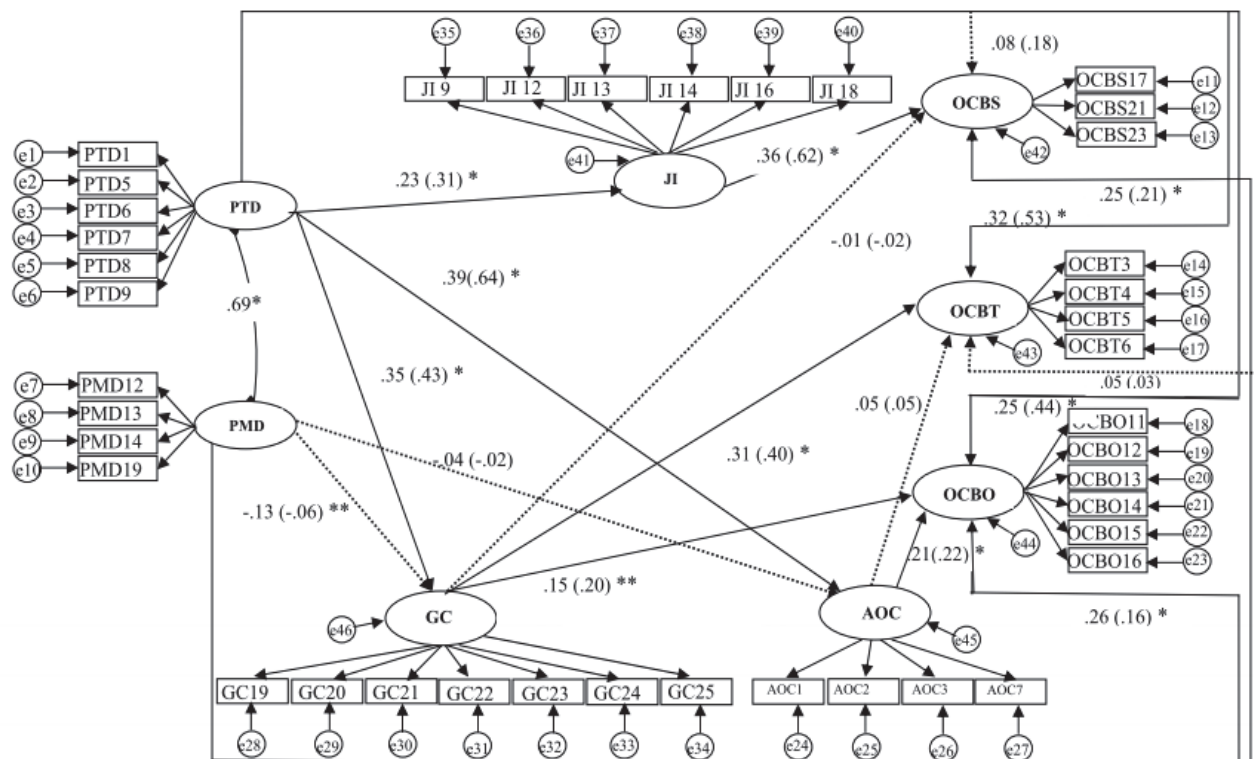 .08 (.18)
e35 e36 e37 e38 e39 e40
JI 9 JI 12 JI 13 JI 14 JI 16 JI 18
OCBS
OCBS17 e11
OCBS21 e12
OCBS23 e13
e42
e41
JI
.36 (.62) *
e1 PTD1
e2 PTD5
e3 PTD6
e4 PTD7
e5 PTD8
e6 PTD9
PTD
.23 (.31) *
.25 (.21) *
.32 (.53) *
-.01 (-.02)
.39(.64) *
.69*
OCBT
OCBT3 e14
OCBT4 e15
OCBT5 e16
OCBT6 e17
e43
.05 (.03)
.35 (.43) *
.05 (.05)
.25 (.44) *
e7 PMD12
e8 PMD13
e9 PMD14
e10 PMD19
PMD
-.04 (-.02)
.31 (.40) *
OCBO
OCBO11 e18
OCBO12 e19
OCBO13 e20
OCBO14 e21
OCBO15 e22
OCBO16 e23
e44
-.13 (-.06) **
.21(.22) *
.15 (.20) **
.26 (.16) *
e46
GC
AOC
e45
GC19 GC20 GC21 GC22 GC23 GC24 GC25
AOC1 AOC2 AOC3 AOC7
e28 e29 e30 e31 e32 e33 e34
e24 e25 e26 e27